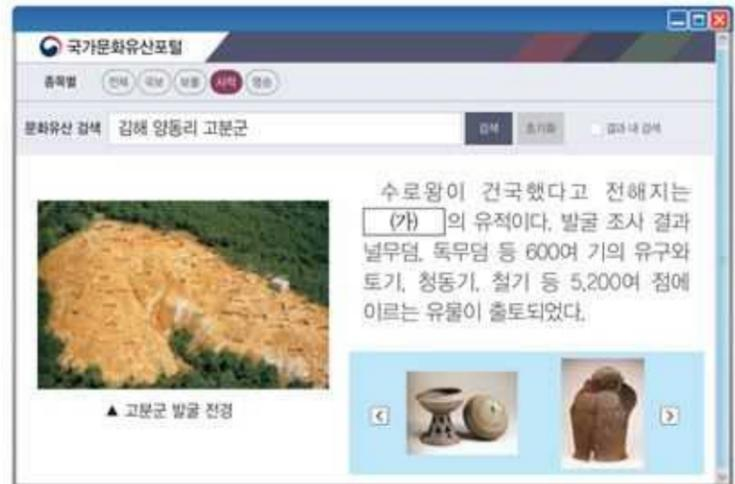 국가문화유산포털
종목별 전체 국보 보물 사적 명승
문화유산 검색 김해 양동리 고분군 검색 초기화 결과 내 검색
수로왕이 건국했다고 전해지는
(가) 의 유적이다. 발굴 조사 결과
널무덤, 독무덤 등 600여 기의 유구와
토기, 청동기, 철기 등 5,200여 점에
이르는 유물이 출토되었다.
▲ 고분군 발굴 전경